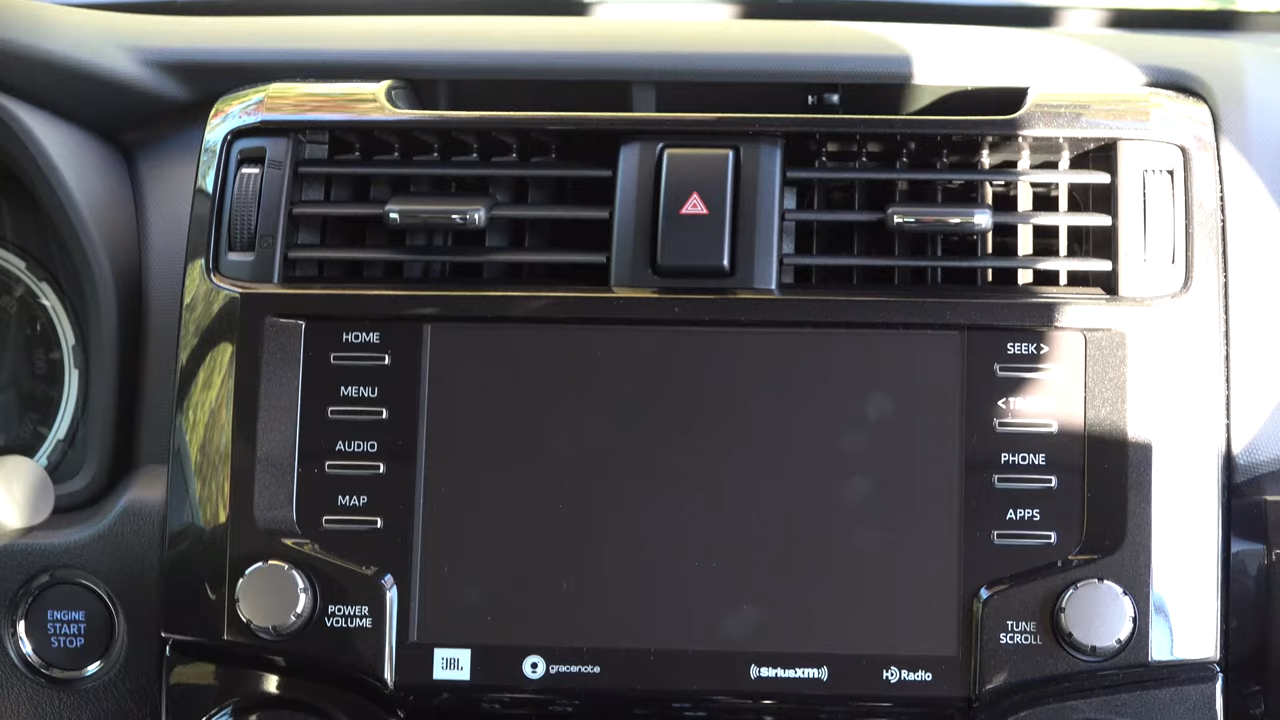 HOME
SEEK >
MENU
AUDIO
PHONE
MAP
APPS
ENGINE
START
STOP
POWER
VOLUME
TUNE
SCROLL
JBL
gracenote
SiriusXM
HD Radio